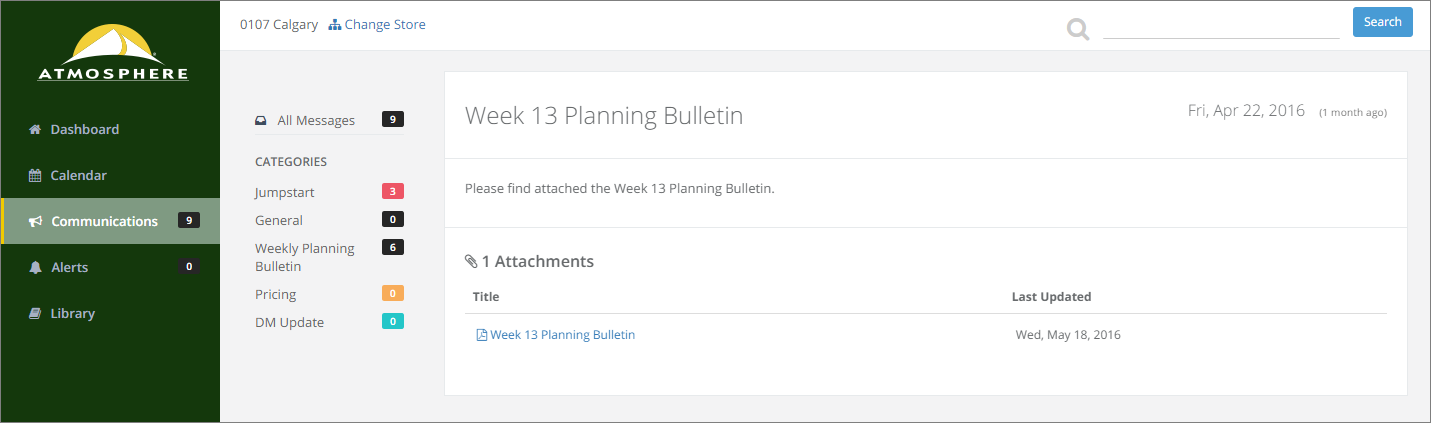 ATMOSPHERE
Dashboard
Calendar
Communications 9
Alerts 0
Library
0107 Calgary Change Store
Search
All Messages 9
CATEGORIES
Jumpstart 3
General 0
Weekly Planning 6
Bulletin
Pricing 0
DM Update 0
Week 13 Planning Bulletin
Fri, Apr 22, 2016 (1 month ago)
Please find attached the Week 13 Planning Bulletin.
1 Attachments
Title Last Updated
Week 13 Planning Bulletin Wed, May 18, 2016